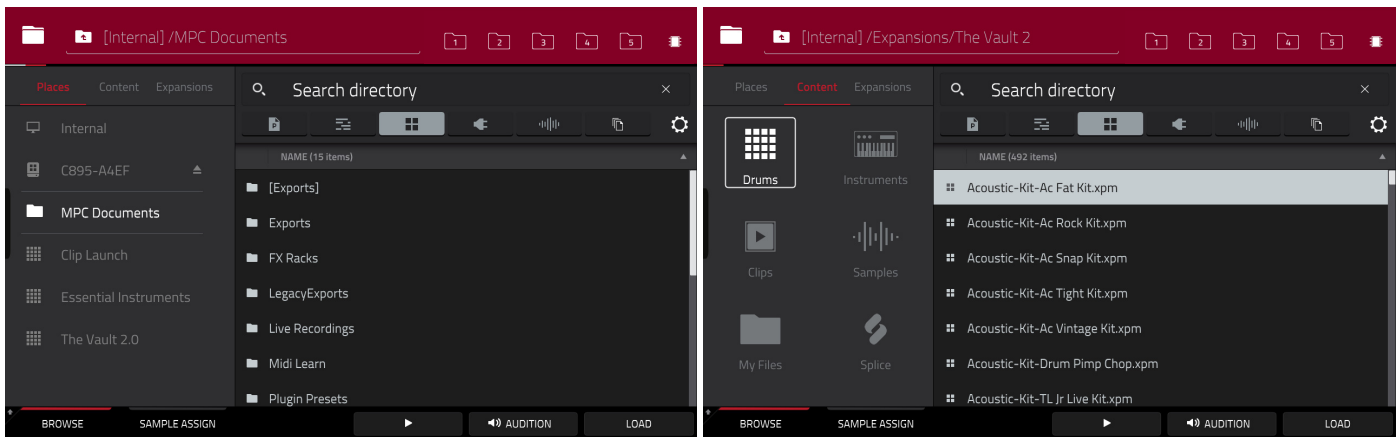 [Internal] /MPC Documents
1 2 3 4 5
Places Content Expansions
Search directory
Internal
C895-A4EF
MPC Documents
Clip Launch
Essential Instruments
The Vault 2.0
P
NAME (15 items)
[Exports]
Exports
FX Racks
LegacyExports
Live Recordings
Midi Learn
Plugin Presets
BROWSE SAMPLE ASSIGN AUDITION LOAD
[Internal] /Expansions/The Vault 2
1 2 3 4 5
Places Content Expansions
Search directory
Drums Instruments
Clips Samples
My Files Splice
P
NAME (492 items)
Acoustic-Kit-Ac Fat Kit.xpm
Acoustic-Kit-Ac Rock Kit.xpm
Acoustic-Kit-Ac Snap Kit.xpm
Acoustic-Kit-Ac Tight Kit.xpm
Acoustic-Kit-Ac Vintage Kit.xpm
Acoustic-Kit-Drum Pimp Chop.xpm
Acoustic-Kit-TL Jr Live Kit.xpm
BROWSE SAMPLE ASSIGN AUDITION LOAD